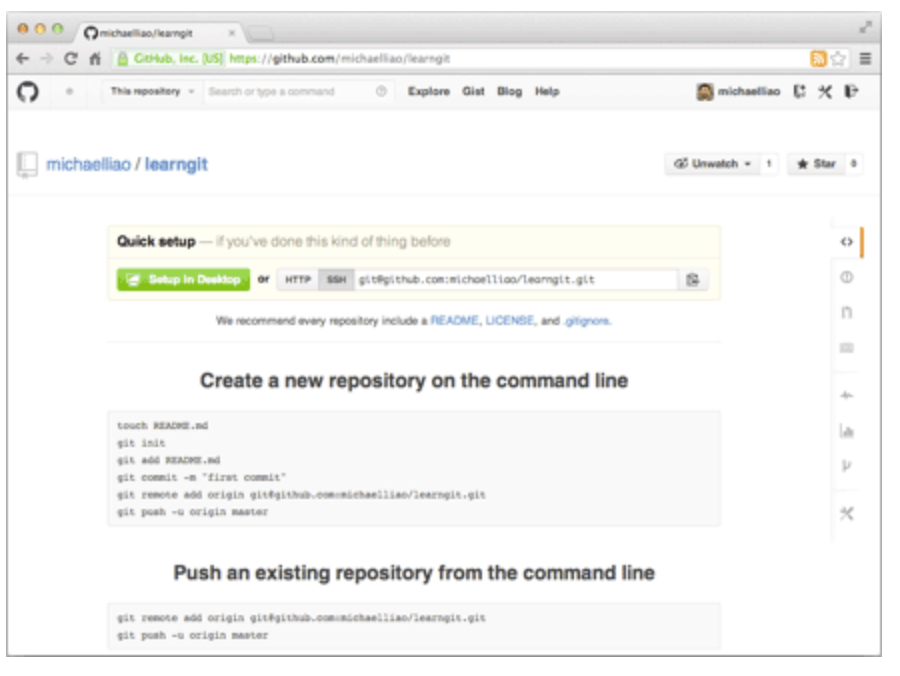 michaelliao/learngit
GitHub, Inc. [US] https://github.com/michaelliao/learngit
This repository Search or type a command Explore Gist Blog Help michaelliao
michaelliao / learngit Unwatch 1 Star 0
Quick setup — if you've done this kind of thing before
Setup in Desktop or HTTP SSH git@github.com:michaelliao/learngit.git
We recommend every repository include a README, LICENSE, and .gitignore.
Create a new repository on the command line
touch README.md
git init
git add README.md
git commit -m "first commit"
git remote add origin git@github.com:michaelliao/learngit.git
git push -u origin master
Push an existing repository from the command line
git remote add origin git@github.com:michaelliao/learngit.git
git push -u origin master